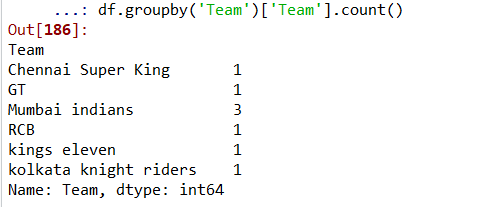 ...: df.groupby('Team')['Team'].count()
Out[186]:
Team
Chennai Super King 1
GT 1
Mumbai indians 3
RCB 1
kings eleven 1
kolkata knight riders 1
Name: Team, dtype: int64